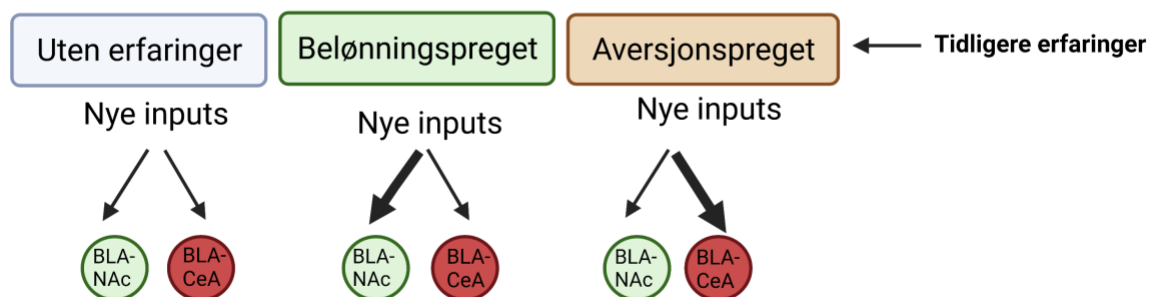 Uten erfaringer
Belønningspreget
Aversjonspreget
Tidligere erfaringer
Nye inputs
Nye inputs
Nye inputs
BLA-
NAc
BLA-
CeA
BLA-
NAc
BLA-
CeA
BLA-
NAc
BLA-
CeA